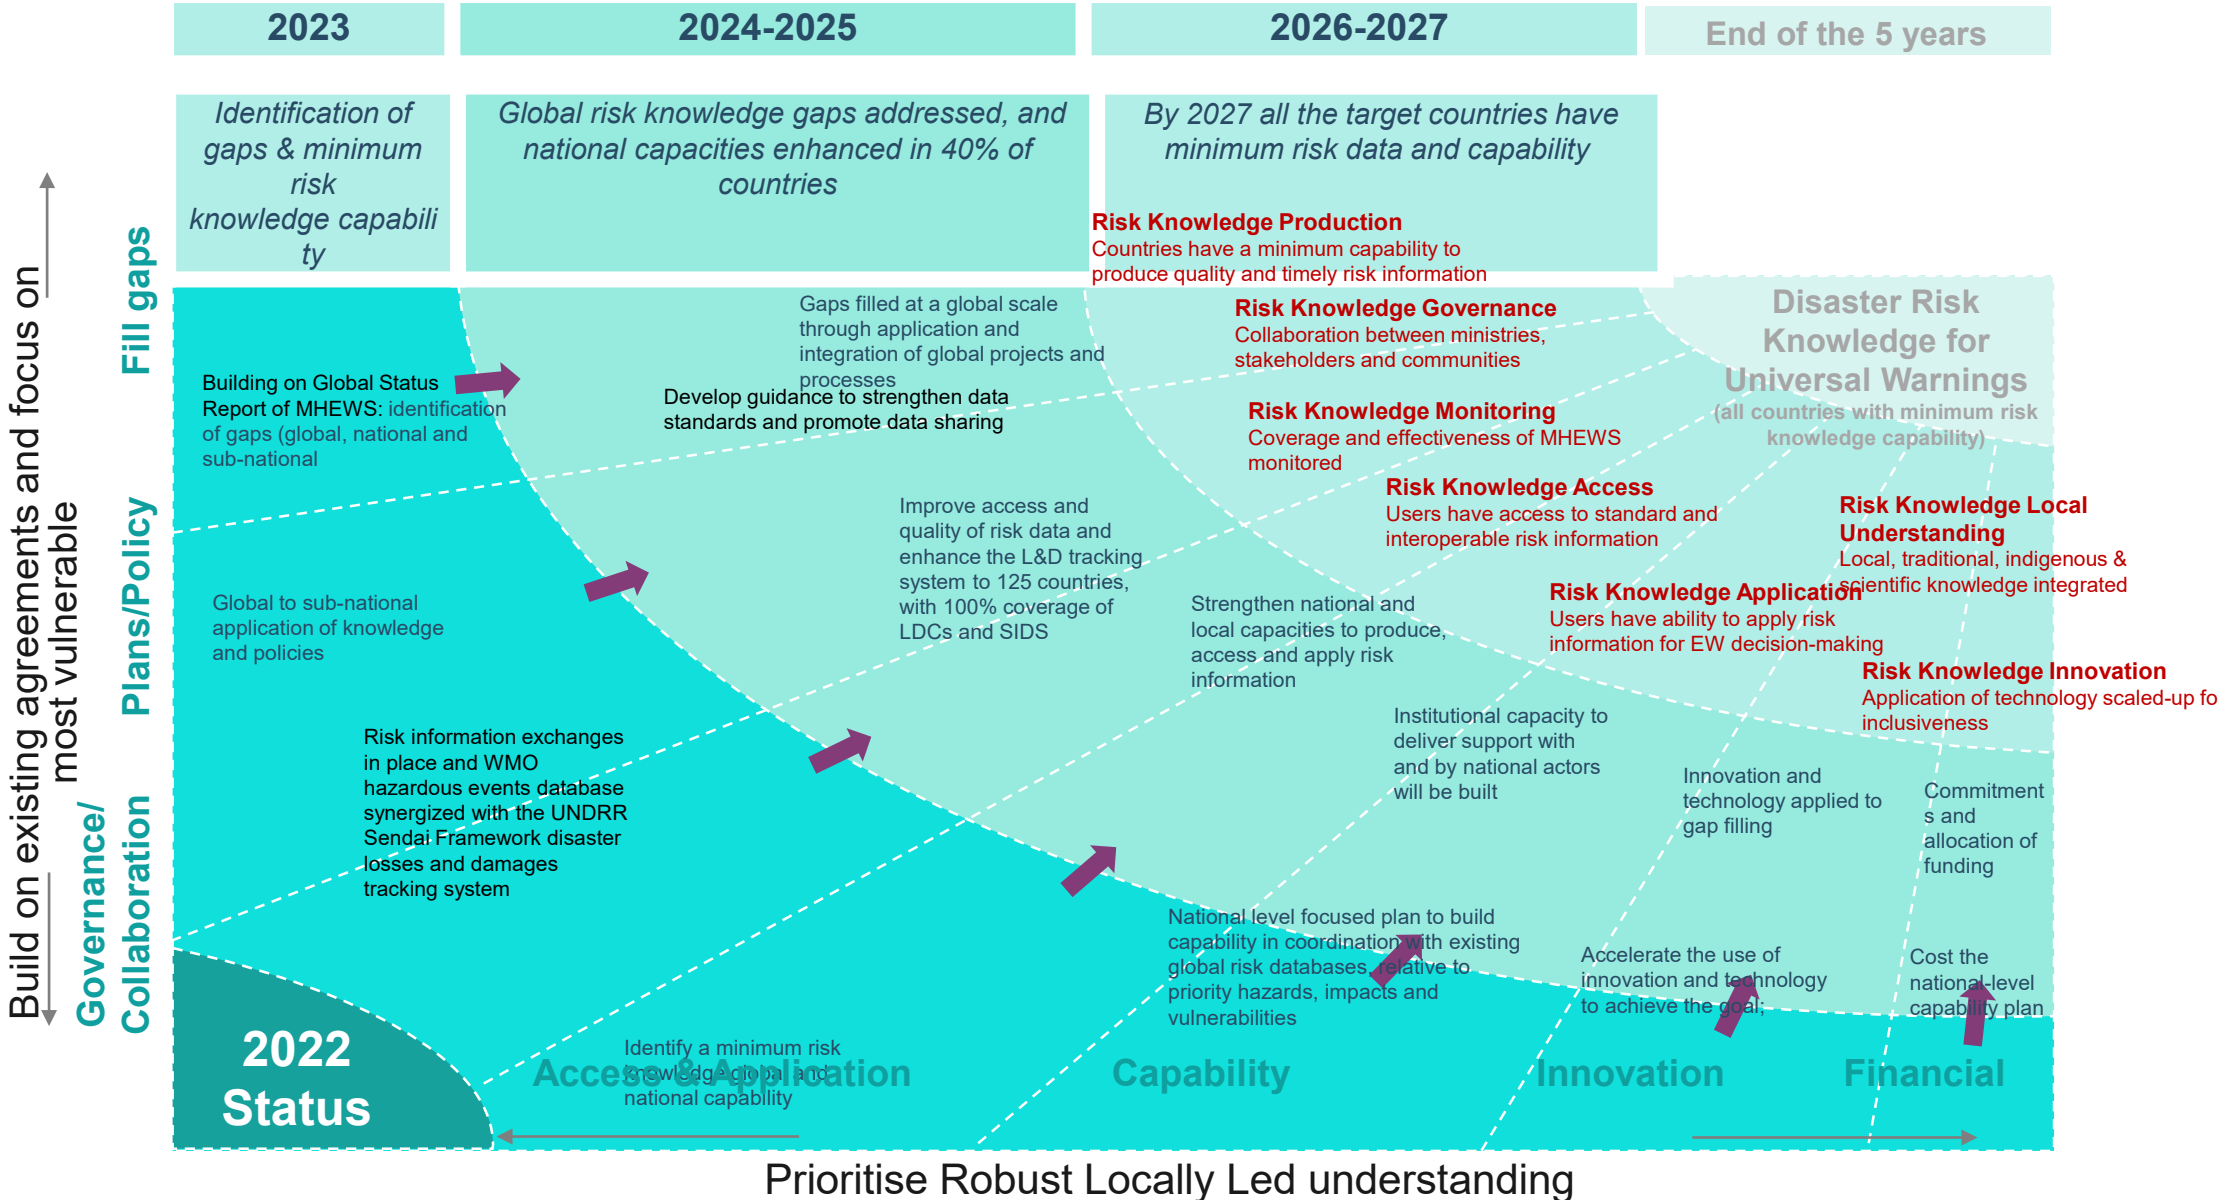 2023
2024-2025
2026-2027
End of the 5 years
Identification of
gaps & minimum
risk
knowledge capabili
ty
Global risk knowledge gaps addressed, and
national capacities enhanced in 40% of
countries
By 2027 all the target countries have
minimum risk data and capability
Risk Knowledge Production
Countries have a minimum capability to
produce quality and timely risk information
Build on existing agreements and focus on
most vulnerable
Fill gaps
Plans/Policy
Governance/
Collaboration
Building on Global Status
Report of MHEWS: identification
of gaps (global, national and
sub-national
Gaps filled at a global scale
through application and
integration of global projects and
processes
Develop guidance to strengthen data
standards and promote data sharing
Risk Knowledge Governance
Collaboration between ministries,
stakeholders and communities
Disaster Risk
Knowledge for
Universal Warnings
(all countries with minimum risk
knowledge capability)
Risk Knowledge Monitoring
Coverage and effectiveness of MHEWS
monitored
Risk Knowledge Access
Users have access to standard and
interoperable risk information
Risk Knowledge Local
Understanding
Local, traditional, indigenous &
scientific knowledge integrated
Risk Knowledge Application
Users have ability to apply risk
information for EW decision-making
Risk Knowledge Innovation
Application of technology scaled-up fo
inclusiveness
Global to sub-national
application of knowledge
and policies
Improve access and
quality of risk data and
enhance the L&D tracking
system to 125 countries,
with 100% coverage of
LDCs and SIDS
Strengthen national and
local capacities to produce,
access and apply risk
information
Institutional capacity to
deliver support with
and by national actors
will be built
Innovation and
technology applied to
gap filling
Commitment
s and
allocation of
funding
Risk information exchanges
in place and WMO
hazardous events database
synergized with the UNDRR
Sendai Framework disaster
losses and damages
tracking system
National level focused plan to build
capability in coordination with existing
global risk databases, relative to
priority hazards, impacts and
vulnerabilities
Accelerate the use of
innovation and technology
to achieve the goal;
Cost the
national-level
capability plan
2022
Status
Identify a minimum risk
knowledge global and
national capability
Access & Application
Capability
Innovation
Financial
Prioritise Robust Locally Led understanding